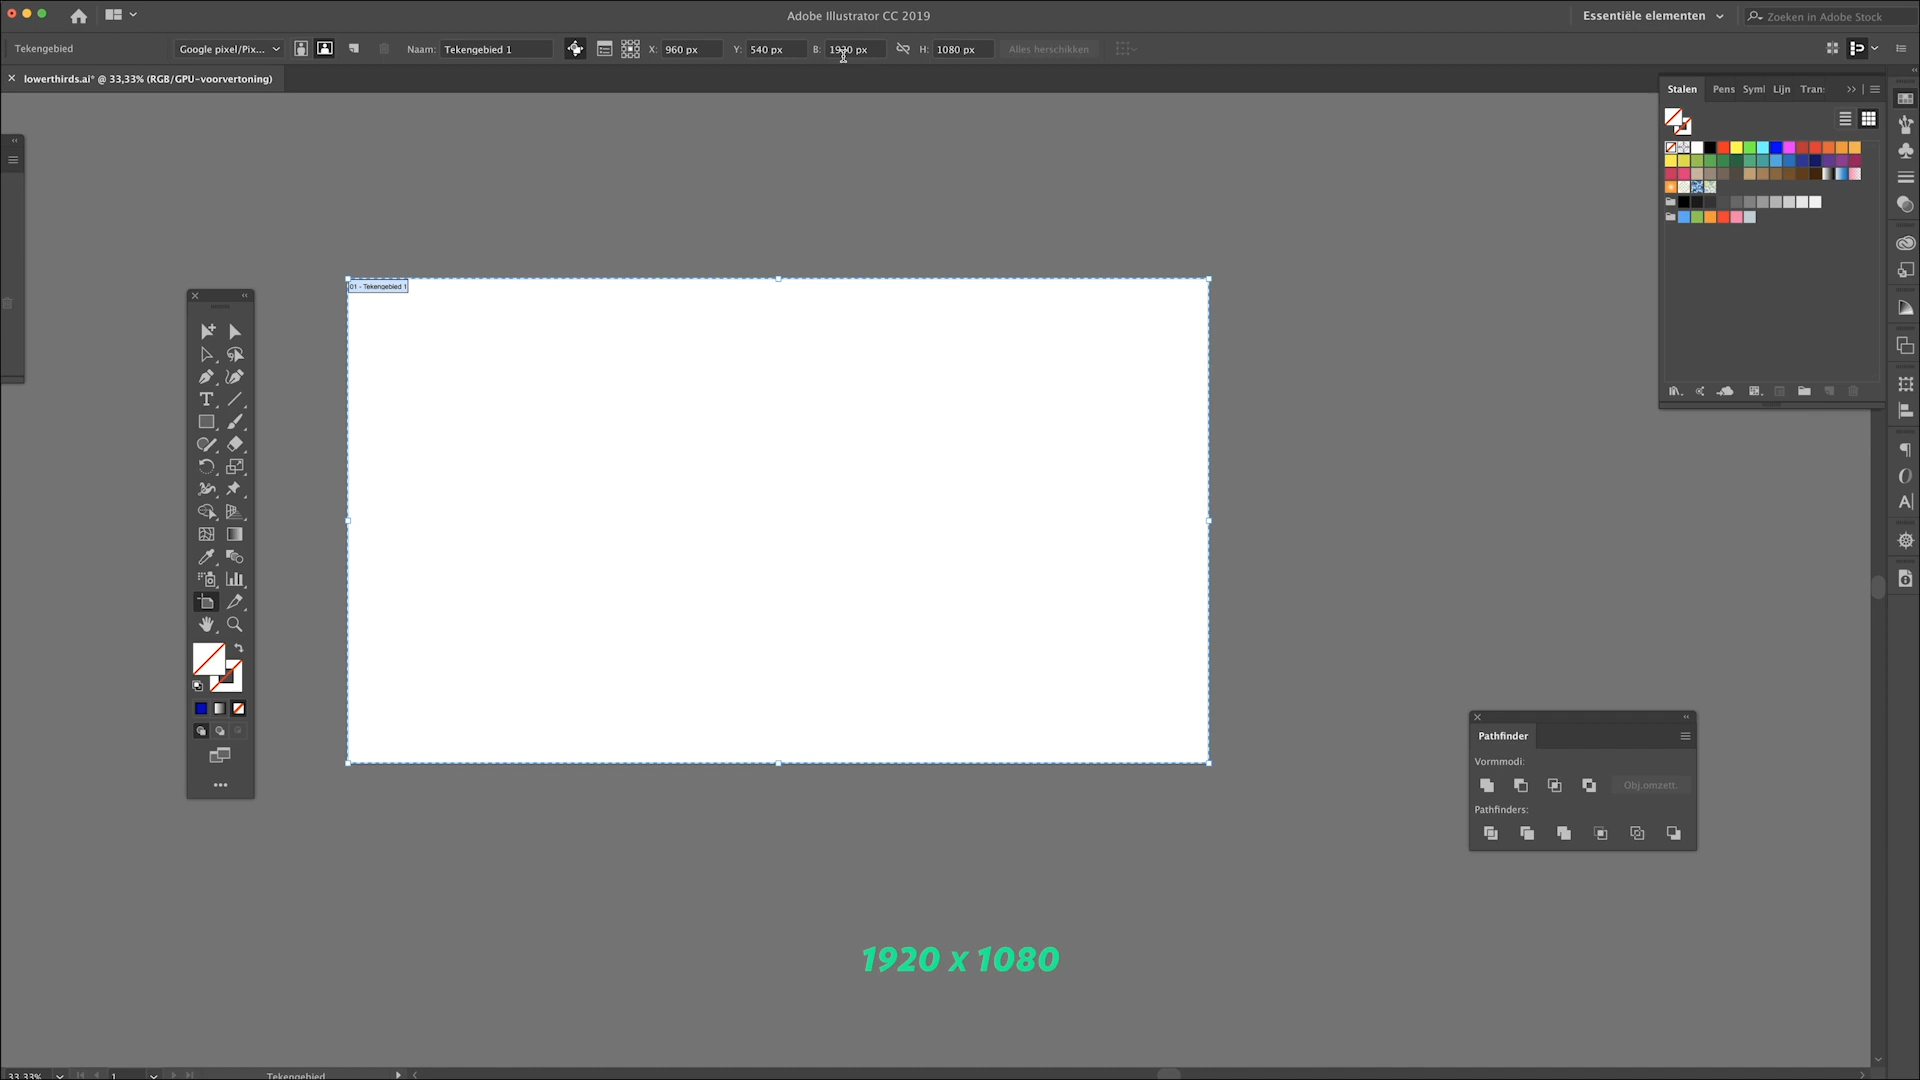 Adobe Illustrator CC 2019
Essentiële elementen
Zoeken in Adobe Stock
Tekengebied
Google pixel/Pix...
Naam: Tekengebied 1
X: 960 px
Y: 540 px
B: 1920 px
H: 1080 px
Alles herschikken
lowerthirds.ai* @ 33,33% (RGB/GPU-voorvertoning)
Stalen
Pens
Symi
Lijn
Tran:
01 - Tekengebied 1
Pathfinder
Vormmodi:
Obj.omzett.
Pathfinders:
1920 x 1080
33,33%
1
Tekengebied